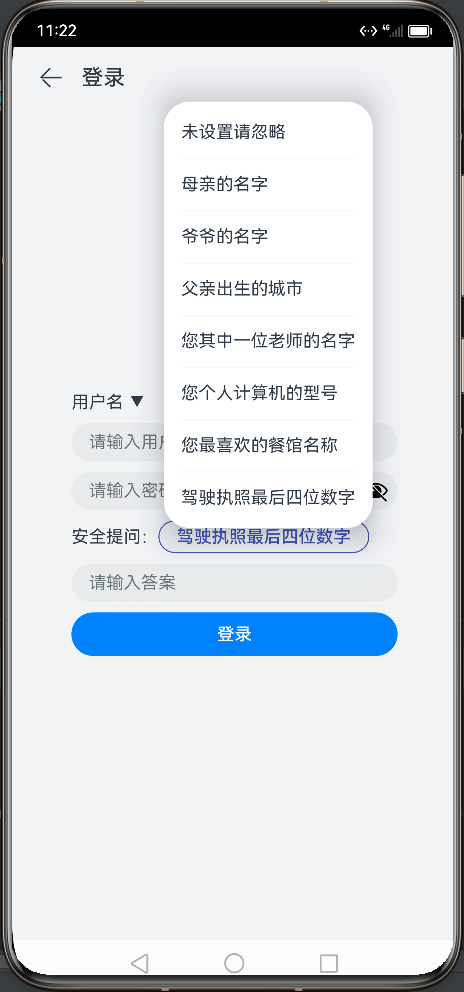 11:22
4G
登录
未设置请忽略
母亲的名字
爷爷的名字
父亲出生的城市
您其中一位老师的名字
您个人计算机的型号
您最喜欢的餐馆名称
驾驶执照最后四位数字
用户名 ▼
请输入用
请输入密
安全提问： 驾驶执照最后四位数字
请输入答案
登录